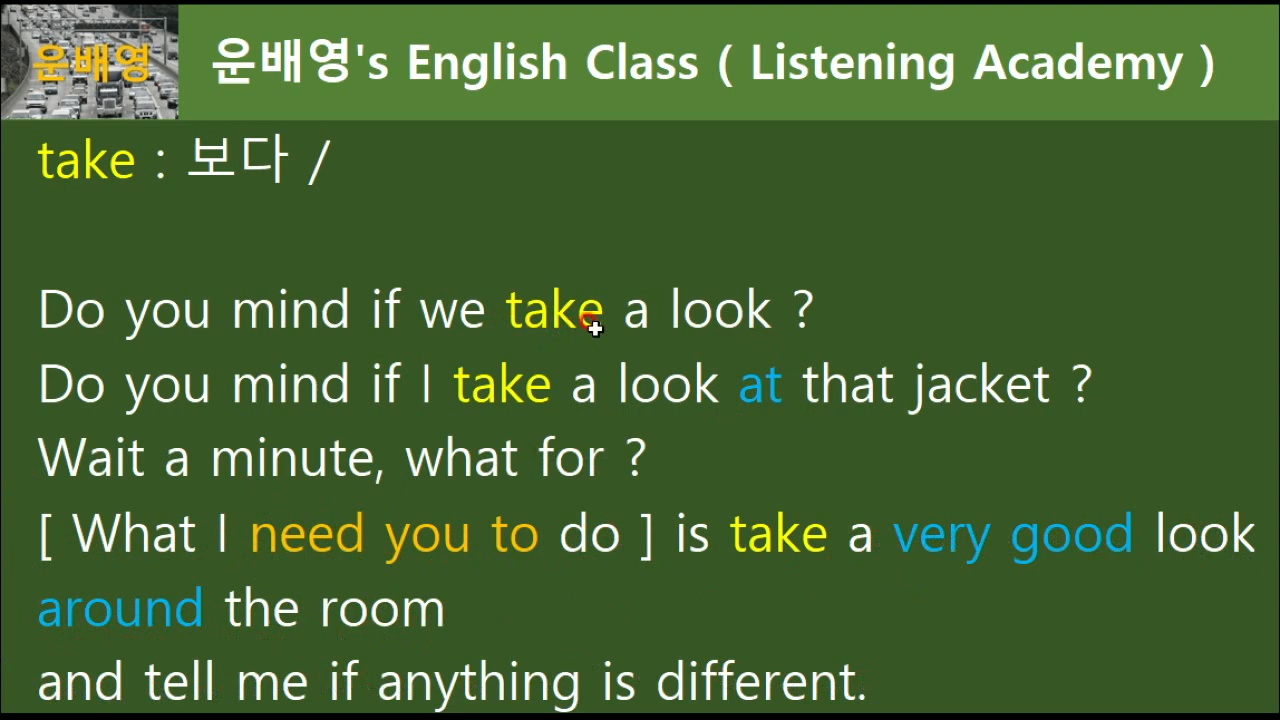 운배영
운배영's English Class ( Listening Academy )
take : 보다 /
Do you mind if we take a look ?
Do you mind if I take a look at that jacket ?
Wait a minute, what for ?
[ What I need you to do ] is take a very good look
around the room
and tell me if anything is different.